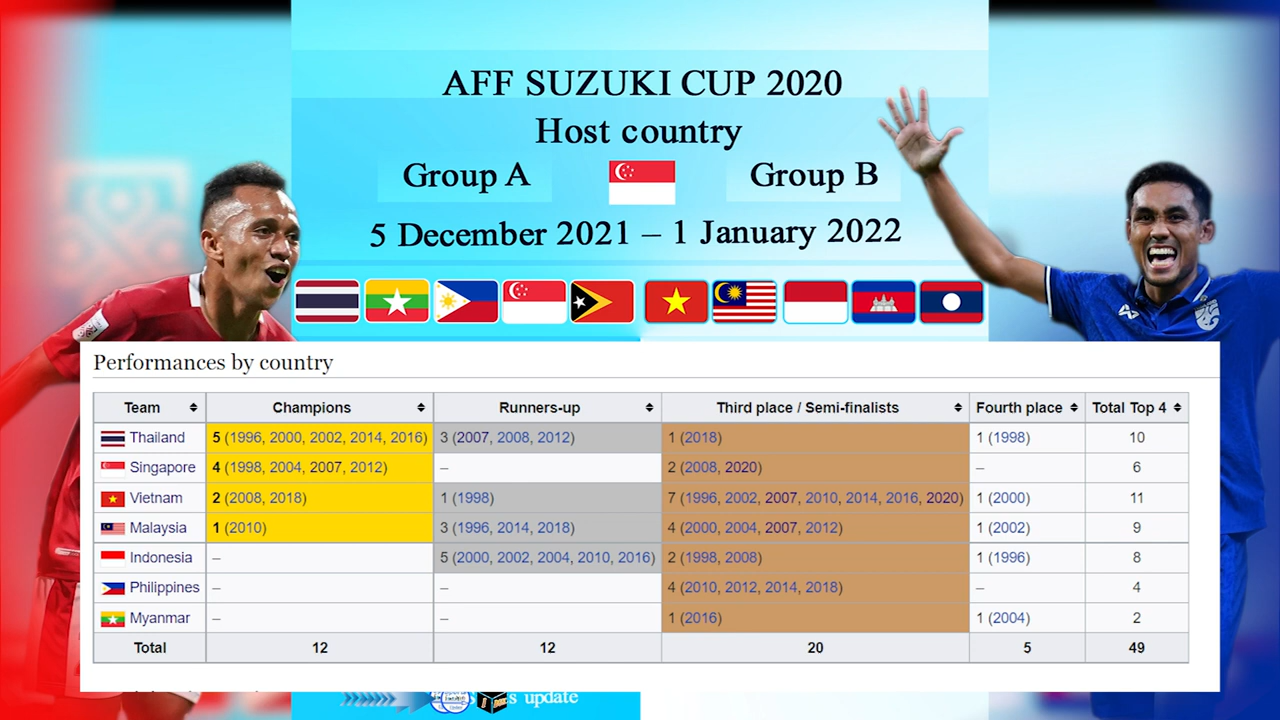 AFF SUZUKI CUP 2020
Host country
Group A
Group B
5 December 2021 – 1 January 2022
Performances by country
Team Champions Runners-up Third place / Semi-finalists Fourth place Total Top 4
Thailand 5 (1996, 2000, 2002, 2014, 2016) 3 (2007, 2008, 2012) 1 (2018) 1 (1998) 10
Singapore 4 (1998, 2004, 2007, 2012) – 2 (2008, 2020) – 6
Vietnam 2 (2008, 2018) 1 (1998) 7 (1996, 2002, 2007, 2010, 2014, 2016, 2020) 1 (2000) 11
Malaysia 1 (2010) 3 (1996, 2014, 2018) 4 (2000, 2004, 2007, 2012) 1 (2002) 9
Indonesia – 5 (2000, 2002, 2004, 2010, 2016) 2 (1998, 2008) 1 (1996) 8
Philippines – – 4 (2010, 2012, 2014, 2018) – 4
Myanmar – – 1 (2016) 1 (2004) 2
Total 12 12 20 5 49
s update